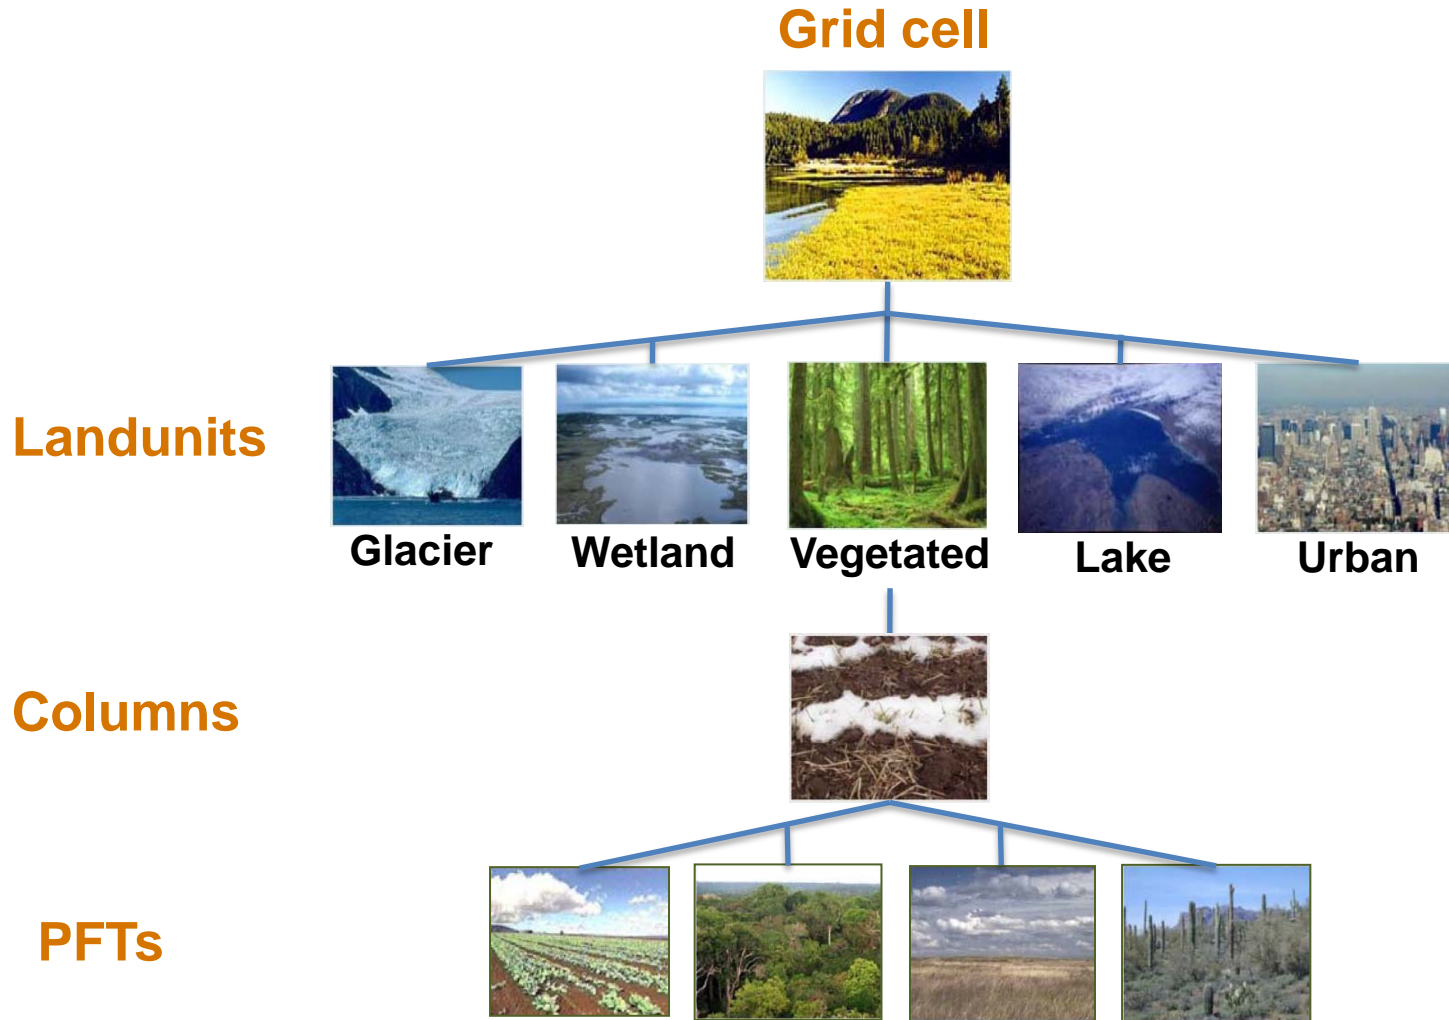 Grid cell
Landunits
Glacier
Wetland
Vegetated
Lake
Urban
Columns
PFTs